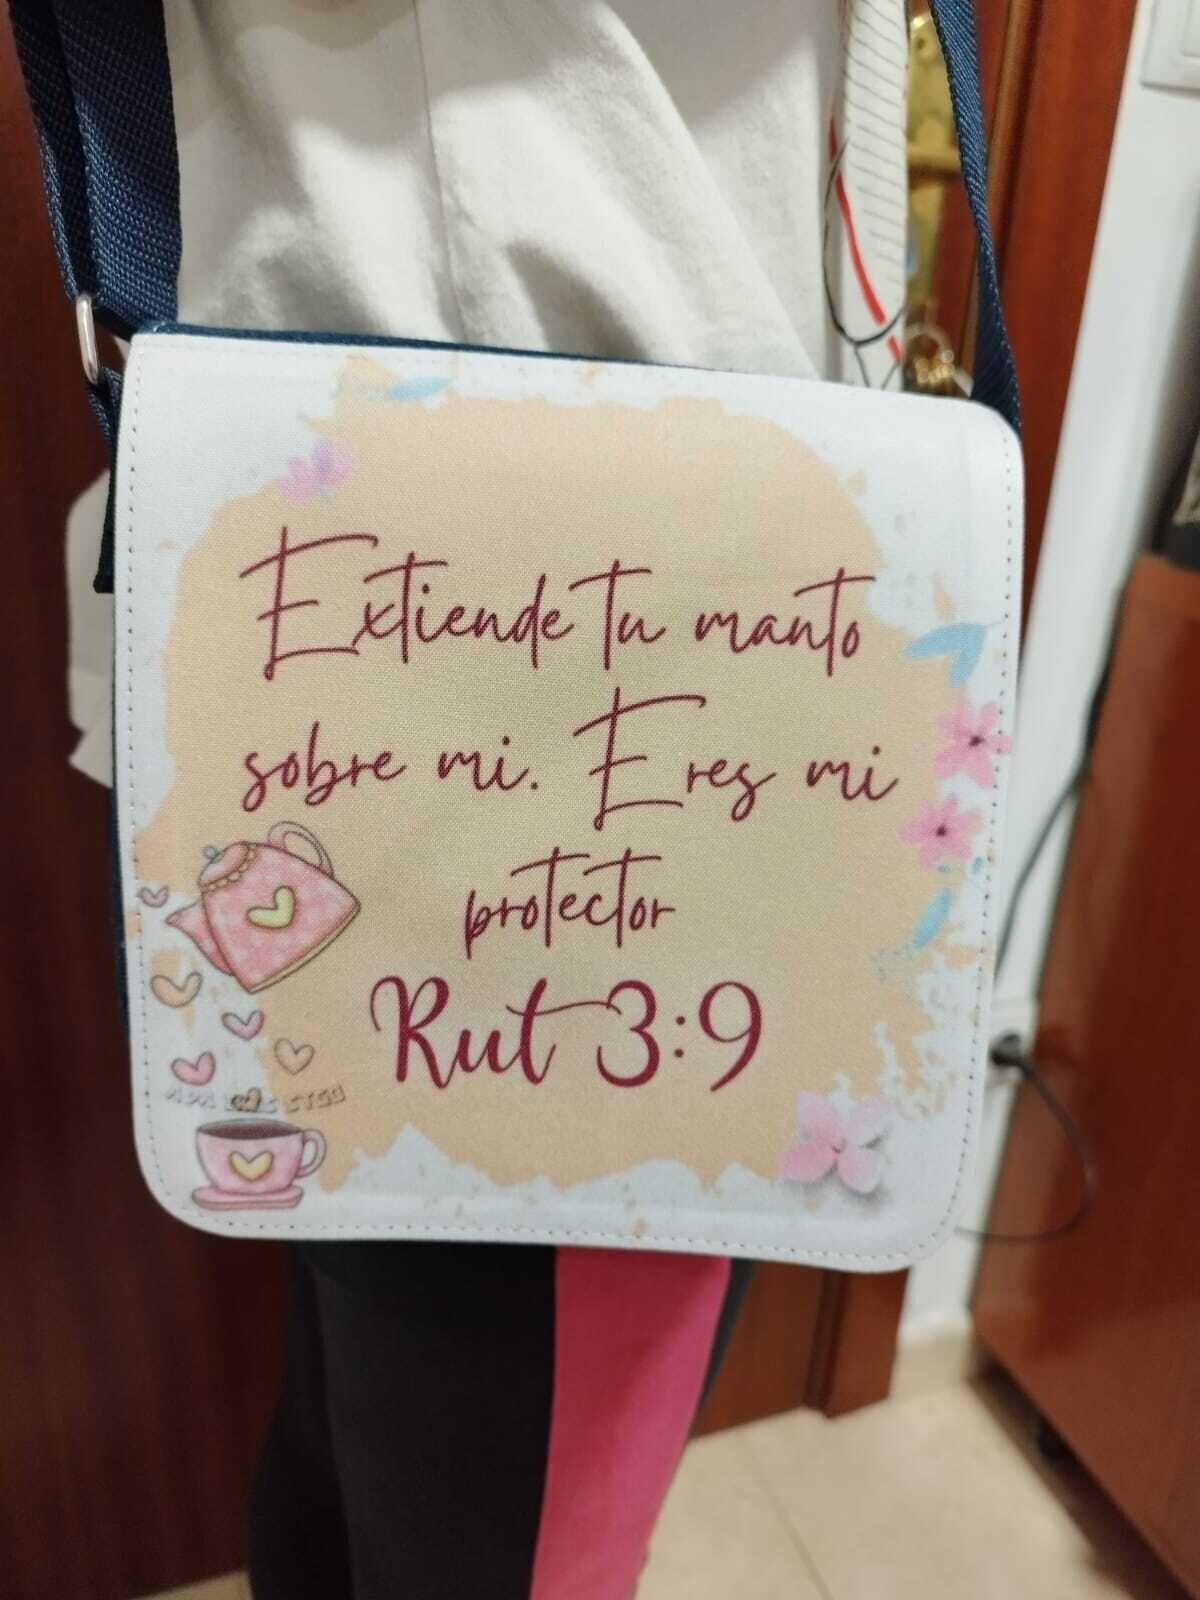 Extiende tu manto
sobre mi. Eres mi
protector
Rut 3:9